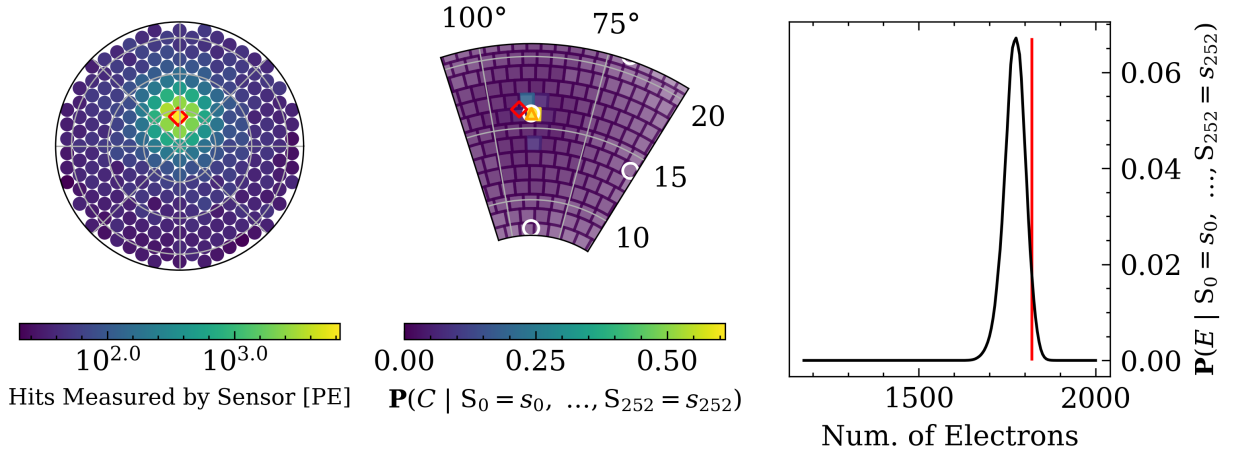 10^2.0 10^3.0
Hits Measured by Sensor [PE]
100° 75°
20
15
10
0.00 0.25 0.50
P(C | S_0 = s_0, ..., S_252 = s_252)
0.06
0.04
0.02
0.00
P(E | S_0 = s_0, ..., S_252 = s_252)
1500 2000
Num. of Electrons